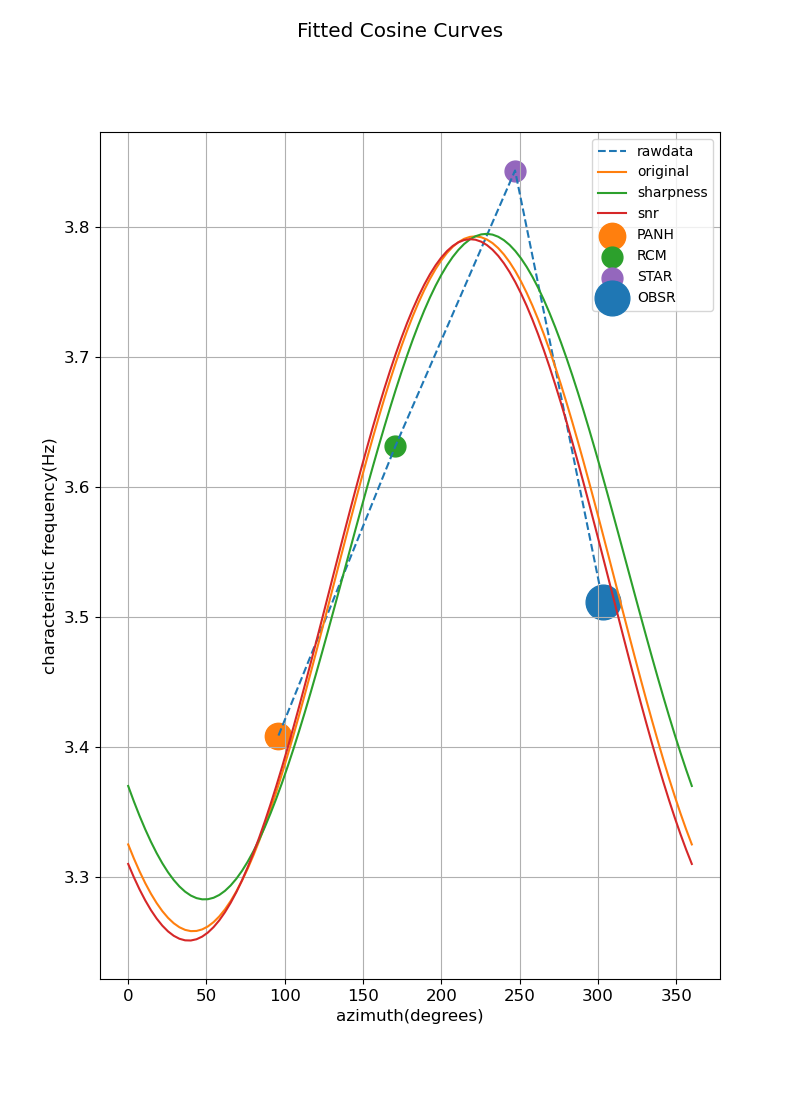 Fitted Cosine Curves
rawdata
original
sharpness
snr
PANH
RCM
STAR
OBSR
characteristic frequency(Hz)
3.8
3.7
3.6
3.5
3.4
3.3
0 50 100 150 200 250 300 350
azimuth(degrees)